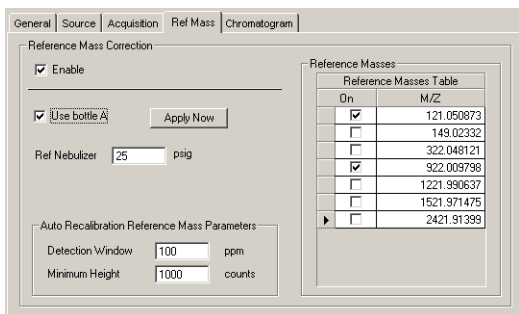 General Source Acquisition Ref Mass Chromatogram
Reference Mass Correction
Enable
Use bottle A
Apply Now
Ref Nebulizer 25 psig
Auto Recalibration Reference Mass Parameters
Detection Window 100 ppm
Minimum Height 1000 counts
Reference Masses
Reference Masses Table
On M/Z
121.050873
149.02332
322.048121
922.009798
1221.990637
1521.971475
2421.91399